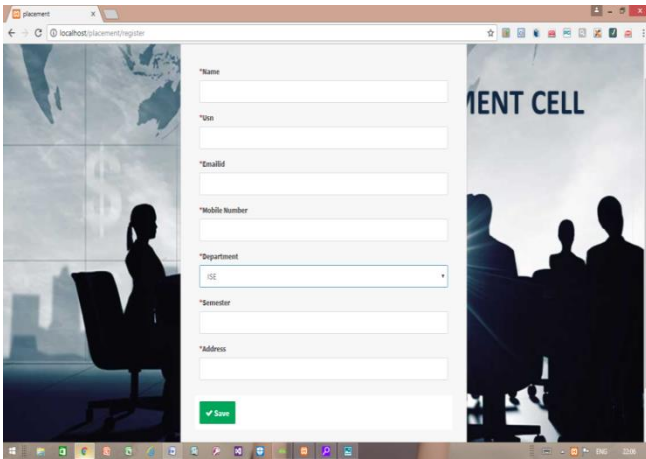 placement
localhost/placement/register
MENT CELL
*Name
*Usn
*Emailid
*Mobile Number
*Department
ISE
*Semester
*Address
Save
ENG
22:06